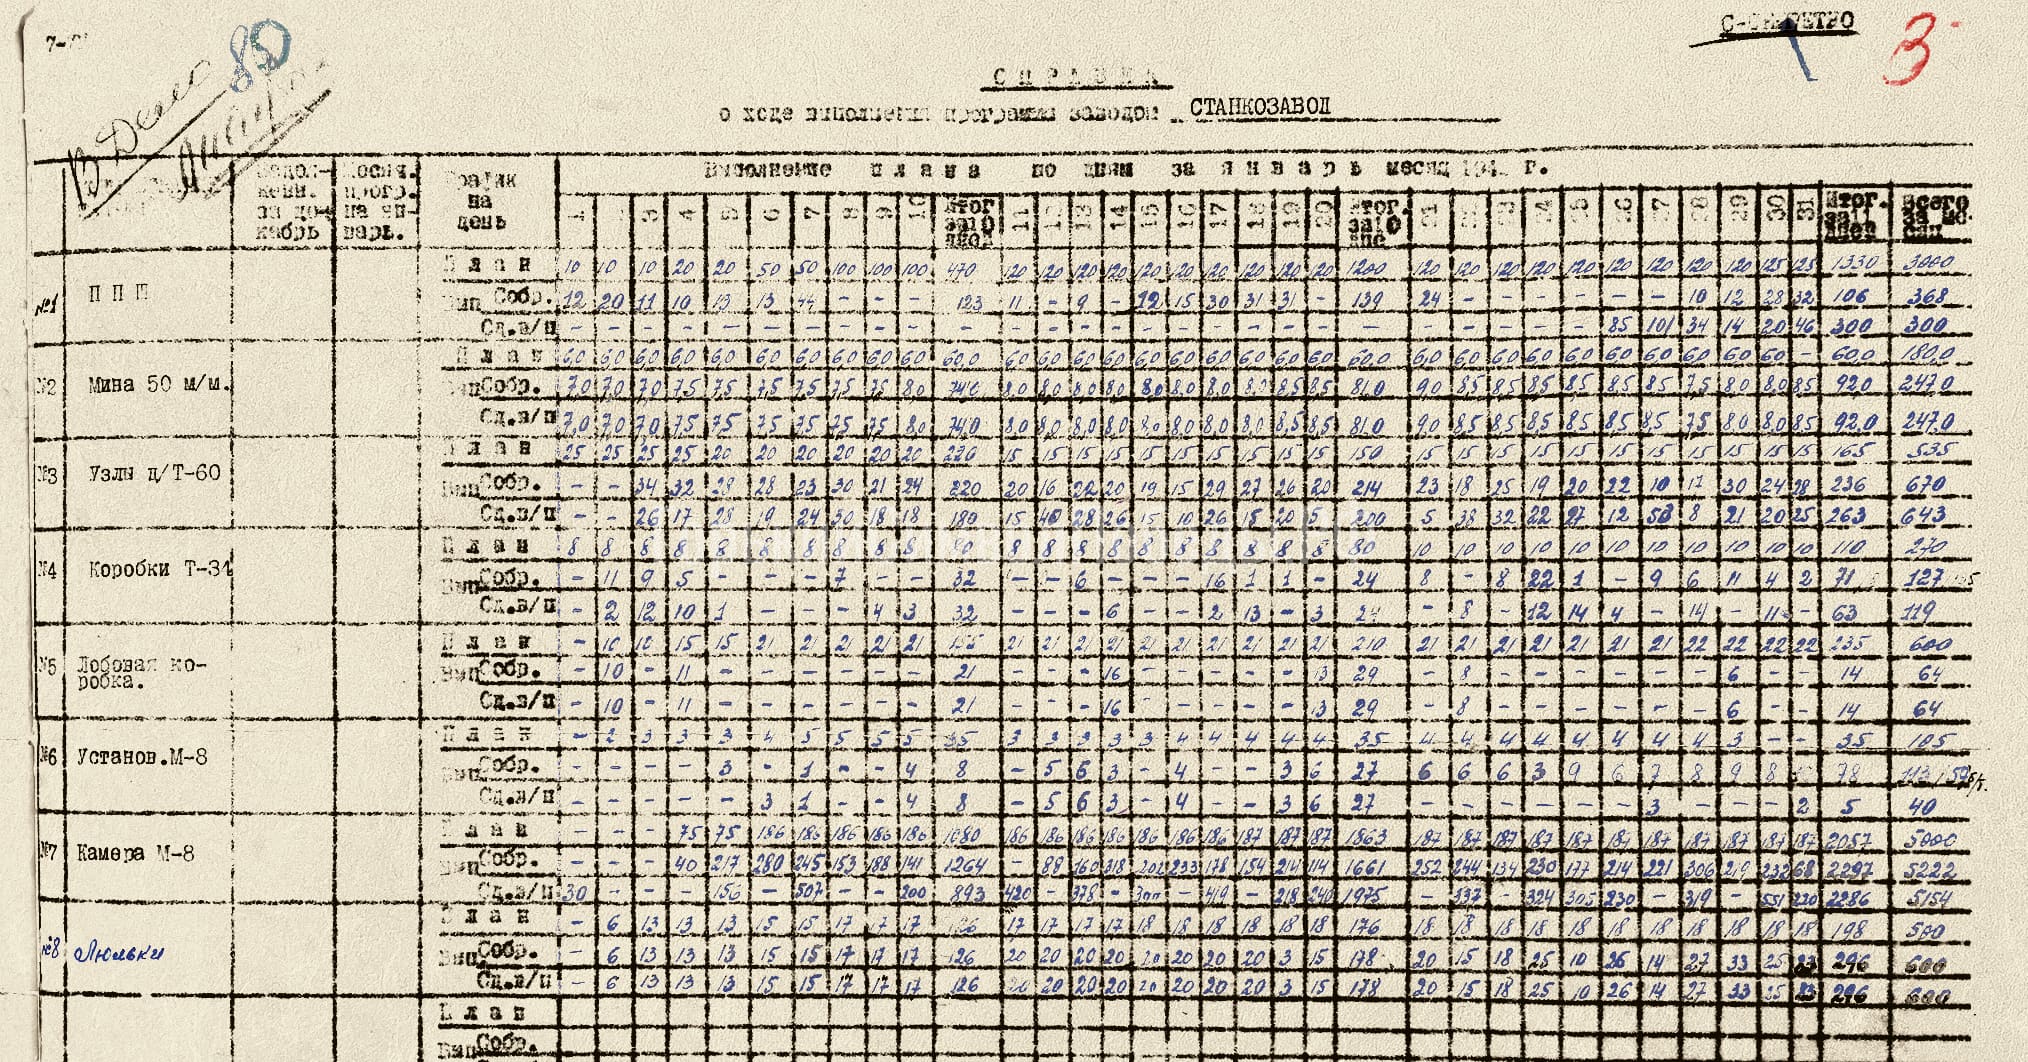 80
3
В Дело
СПРАВКА
о ходе выполнения программы заводом СТАНКОЗАВОД
График на день
Выполнение плана по дням за январь месяц 194 г.
1 2 3 4 5 6 7 8 9 10 Итог. за 10 дней 11 12 13 14 15 16 17 18 19 20 Итог. за 10 дне 21 22 23 24 25 26 27 28 29 30 31 Итог. за 11 дней Всего за ме- сяц
План 10 10 10 20 20 50 50 100 100 100 470 120 120 120 120 120 120 120 120 120 120 1200 120 120 120 120 120 120 120 120 120 125 125 1330 3000
№1 ППШ
Вып Собр. 12 20 11 10 13 13 44 - - - 123 11 - 9 - 12 15 30 31 31 - 139 24 - - - - - - 10 12 28 32 106 368
Сд.в/п - - - - - - - - - - - - - - - - - - - - - - - - - - - 85 101 34 14 20 46 300 300
План 6,0 6,0 6,0 6,0 6,0 6,0 6,0 6,0 6,0 6,0 60,0 6,0 6,0 6,0 6,0 6,0 6,0 6,0 6,0 6,0 6,0 60,0 6,0 6,0 6,0 6,0 6,0 6,0 6,0 6,0 6,0 6,0 - 60,0 180,0
№2 Мина 50 м/м.
Вып Собр. 7,0 7,0 7,0 7,5 7,5 7,5 7,5 7,5 7,5 8,0 74,0 8,0 8,0 8,0 8,0 8,0 8,0 8,0 8,0 8,5 8,5 81,0 9,0 8,5 8,5 8,5 8,5 8,5 8,5 7,5 8,0 8,0 8,5 92,0 247,0
Сд.в/п 7,0 7,0 7,0 7,5 7,5 7,5 7,5 7,5 7,5 8,0 74,0 8,0 8,0 8,0 8,0 8,0 8,0 8,0 8,0 8,5 8,5 81,0 9,0 8,5 8,5 8,5 8,5 8,5 8,5 7,5 8,0 8,0 8,5 92,0 247,0
План 25 25 25 25 20 20 20 20 20 20 220 15 15 15 15 15 15 15 15 15 15 150 15 15 15 15 15 15 15 15 15 15 15 165 535
№3 Узлы д/Т-60
Вып Собр. - - 34 32 28 28 23 30 21 24 220 20 16 22 20 19 15 29 27 26 20 214 23 18 25 19 20 22 10 30 24 28 236 670
Сд.в/п - - 26 17 28 19 24 30 18 18 180 15 40 28 26 15 10 26 15 20 5 200 5 38 32 22 27 12 53 8 21 20 25 263 643
План 8 8 8 8 8 8 8 8 8 8 80 8 8 8 8 8 8 8 8 8 8 80 10 10 10 10 10 10 10 10 10 10 10 110 270
№4 Коробки Т-34
Вып Собр. - 11 9 5 - - - 7 - - 32 - - 6 - - - 16 1 1 - 24 8 - 8 22 1 - 9 6 11 4 2 71 127
Сд.в/п - 2 12 10 1 - - - 4 3 32 - - - 6 - - 2 13 - 3 24 - 8 - 12 14 4 - 14 - 11 - 63 119
План - 10 10 15 15 21 21 21 21 21 155 21 21 21 21 21 21 21 21 21 21 210 21 21 21 21 21 21 21 22 22 22 22 235 600
№5 Лобовая ко-
робка.
Вып Собр. - 10 - 11 - - - - - - 21 - - - 16 - - - - - 13 29 - 8 - - - - - - 6 - - 14 64
Сд.в/п - 10 - 11 - - - - - - 21 - - - 16 - - - - - 13 29 - 8 - - - - - - 6 - - 14 64
План - 2 3 3 3 4 5 5 5 5 35 3 3 3 3 3 4 4 4 4 4 35 4 4 4 4 4 4 4 4 3 - - 35 105
№6 Установ.М-8
Вып Собр. - - - - 3 - 1 - - 4 8 - 5 6 3 - 4 - - 3 6 27 6 6 6 3 9 6 7 8 9 8 78 113
Сд.в/п - - - - - 3 1 - - 4 8 - 5 6 3 - 4 - - 3 6 27 - - - - - - 3 - - - 2 5 40
План - - - 75 75 186 186 186 186 186 1080 186 186 186 186 186 186 186 187 187 187 1863 187 187 187 187 187 187 187 187 187 187 187 2057 5000
№7 Камера М-8
Вып Собр. - - - 40 217 280 245 153 188 141 1264 - 88 160 318 202 233 178 154 214 114 1661 252 244 134 230 177 214 221 306 219 232 68 2297 5222
Сд.в/п 30 - - - 156 - 507 - - 200 893 420 - 378 - 300 - 419 - 218 240 1975 - 337 - 324 305 230 - 319 - 551 220 2286 5154
План - 6 13 13 13 15 15 17 17 17 126 17 17 17 17 18 18 18 18 18 18 176 18 18 18 18 18 18 18 18 18 18 18 198 500
№8 Люльки
Вып Собр. - 6 13 13 13 15 15 17 17 17 126 20 20 20 20 20 20 20 20 3 15 178 20 15 18 25 10 26 14 27 33 25 23 296 600
Сд.в/п - 6 13 13 13 15 15 17 17 17 126 20 20 20 20 20 20 20 20 3 15 178 20 15 18 25 10 26 14 27 33 25 23 296 600
План
Вып Собр.